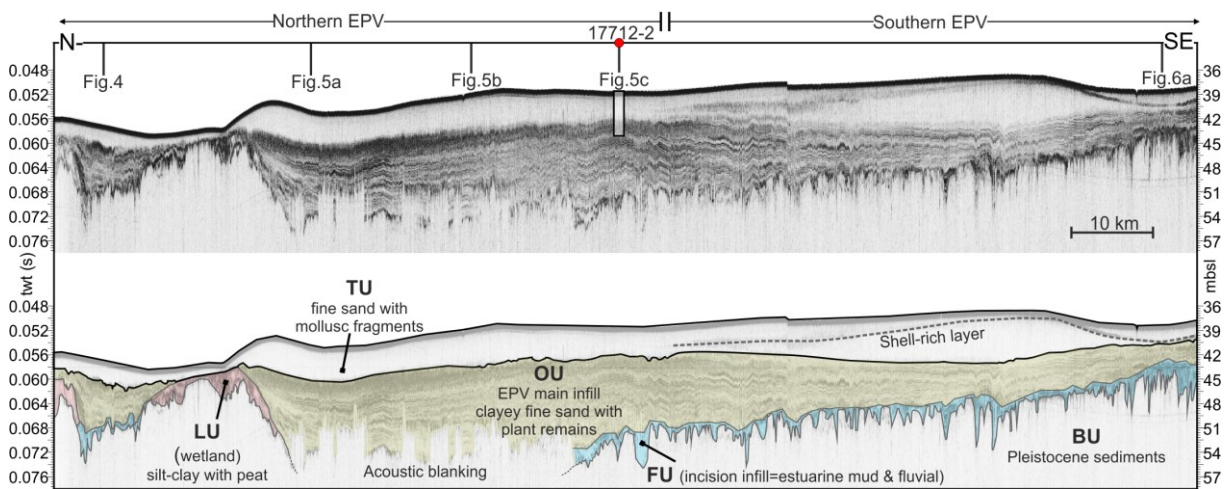 Northern EPV
Southern EPV
N-
17712-2
SE
Fig.4
Fig.5a
Fig.5b
Fig.5c
Fig.6a
0.048
0.052
0.056
0.060
0.064
0.068
0.072
0.076
36
39
42
45
48
51
54
57
10 km
twt (s)
mbsl
0.048
0.052
0.056
0.060
0.064
0.068
0.072
0.076
36
39
42
45
48
51
54
57
TU
fine sand with
mollusc fragments
Shell-rich layer
OU
EPV main infill
clayey fine sand with
plant remains
LU
(wetland)
silt-clay with peat
Acoustic blanking
FU (incision infill=estuarine mud & fluvial)
BU
Pleistocene sediments